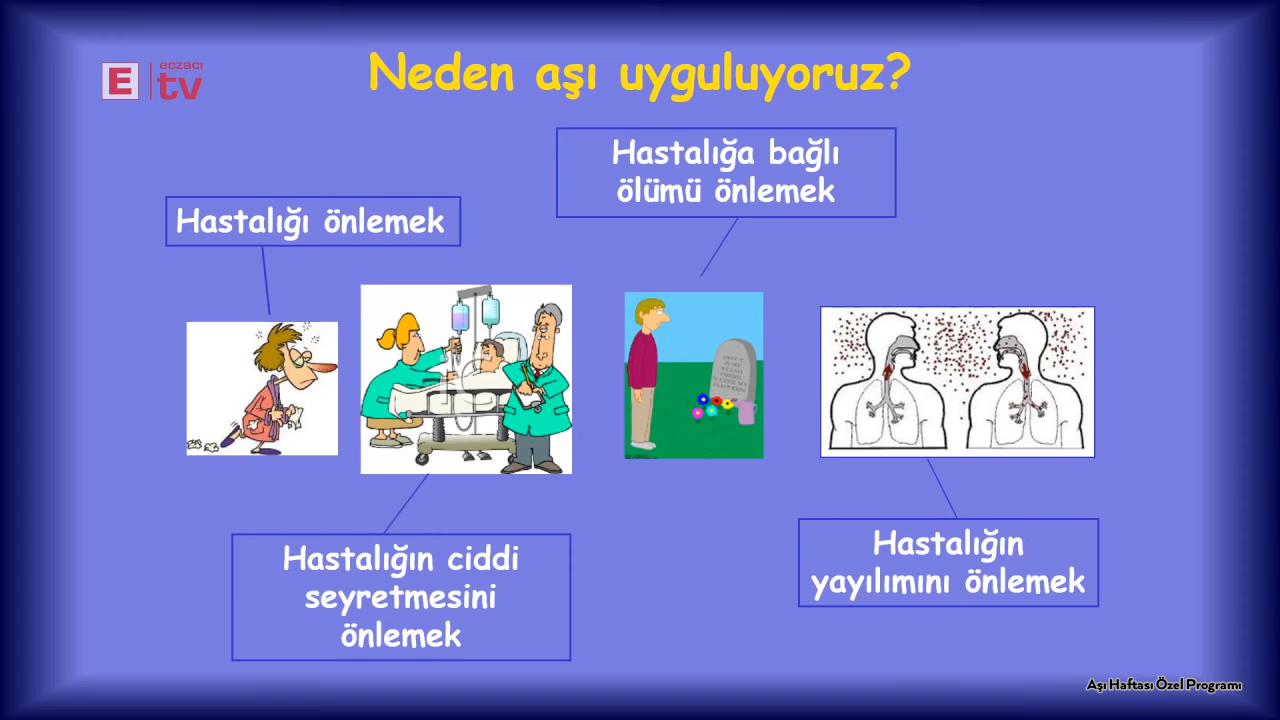 E eczacı tv
Neden aşı uyguluyoruz?
Hastalığa bağlı
ölümü önlemek
Hastalığı önlemek
Hastalığın ciddi
seyretmesini
önlemek
Hastalığın
yayılımını önlemek
Aşı Haftası Özel Programı